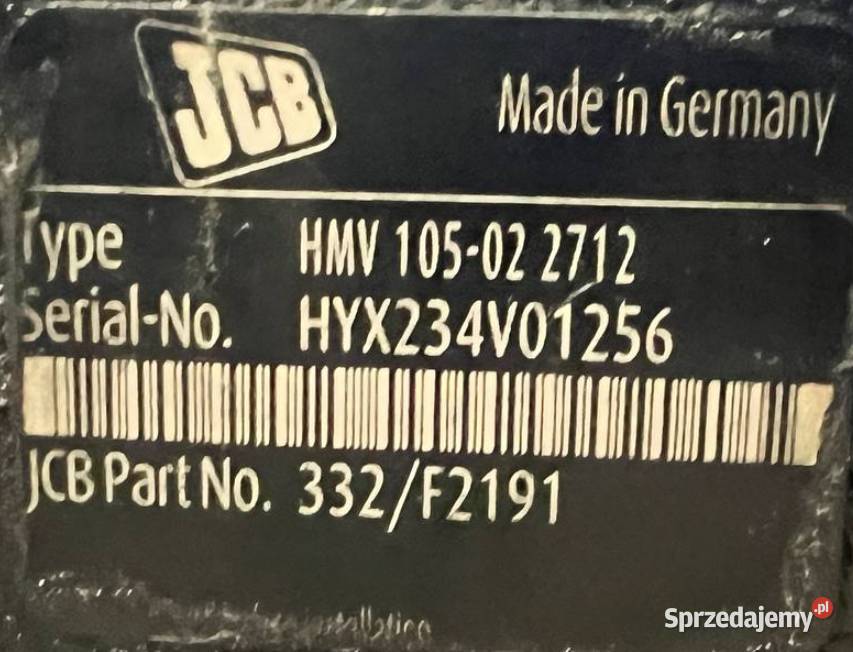 JCB
Made in Germany
Type HMV 105-02 2712
Serial-No. HYX234V01256
JCB Part No. 332/F2191
Sprzedajemy.pl